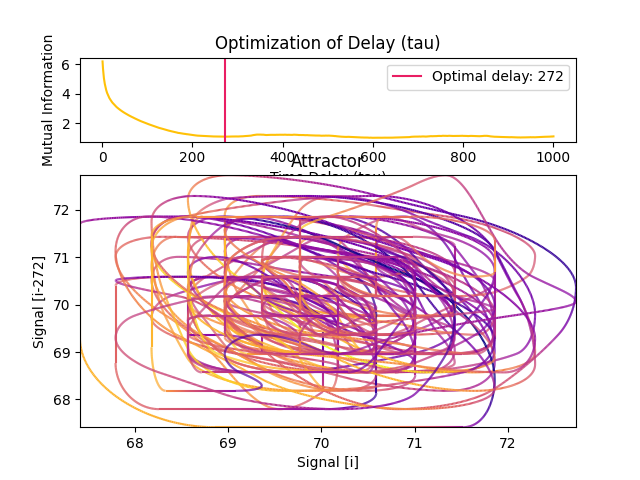 Optimization of Delay (tau)
Mutual Information
6
4
2
Optimal delay: 272
0 200 400 600 800 1000
Time Delay (tau)
Attractor
Signal [i-272]
72
71
70
69
68
68 69 70 71 72
Signal [i]